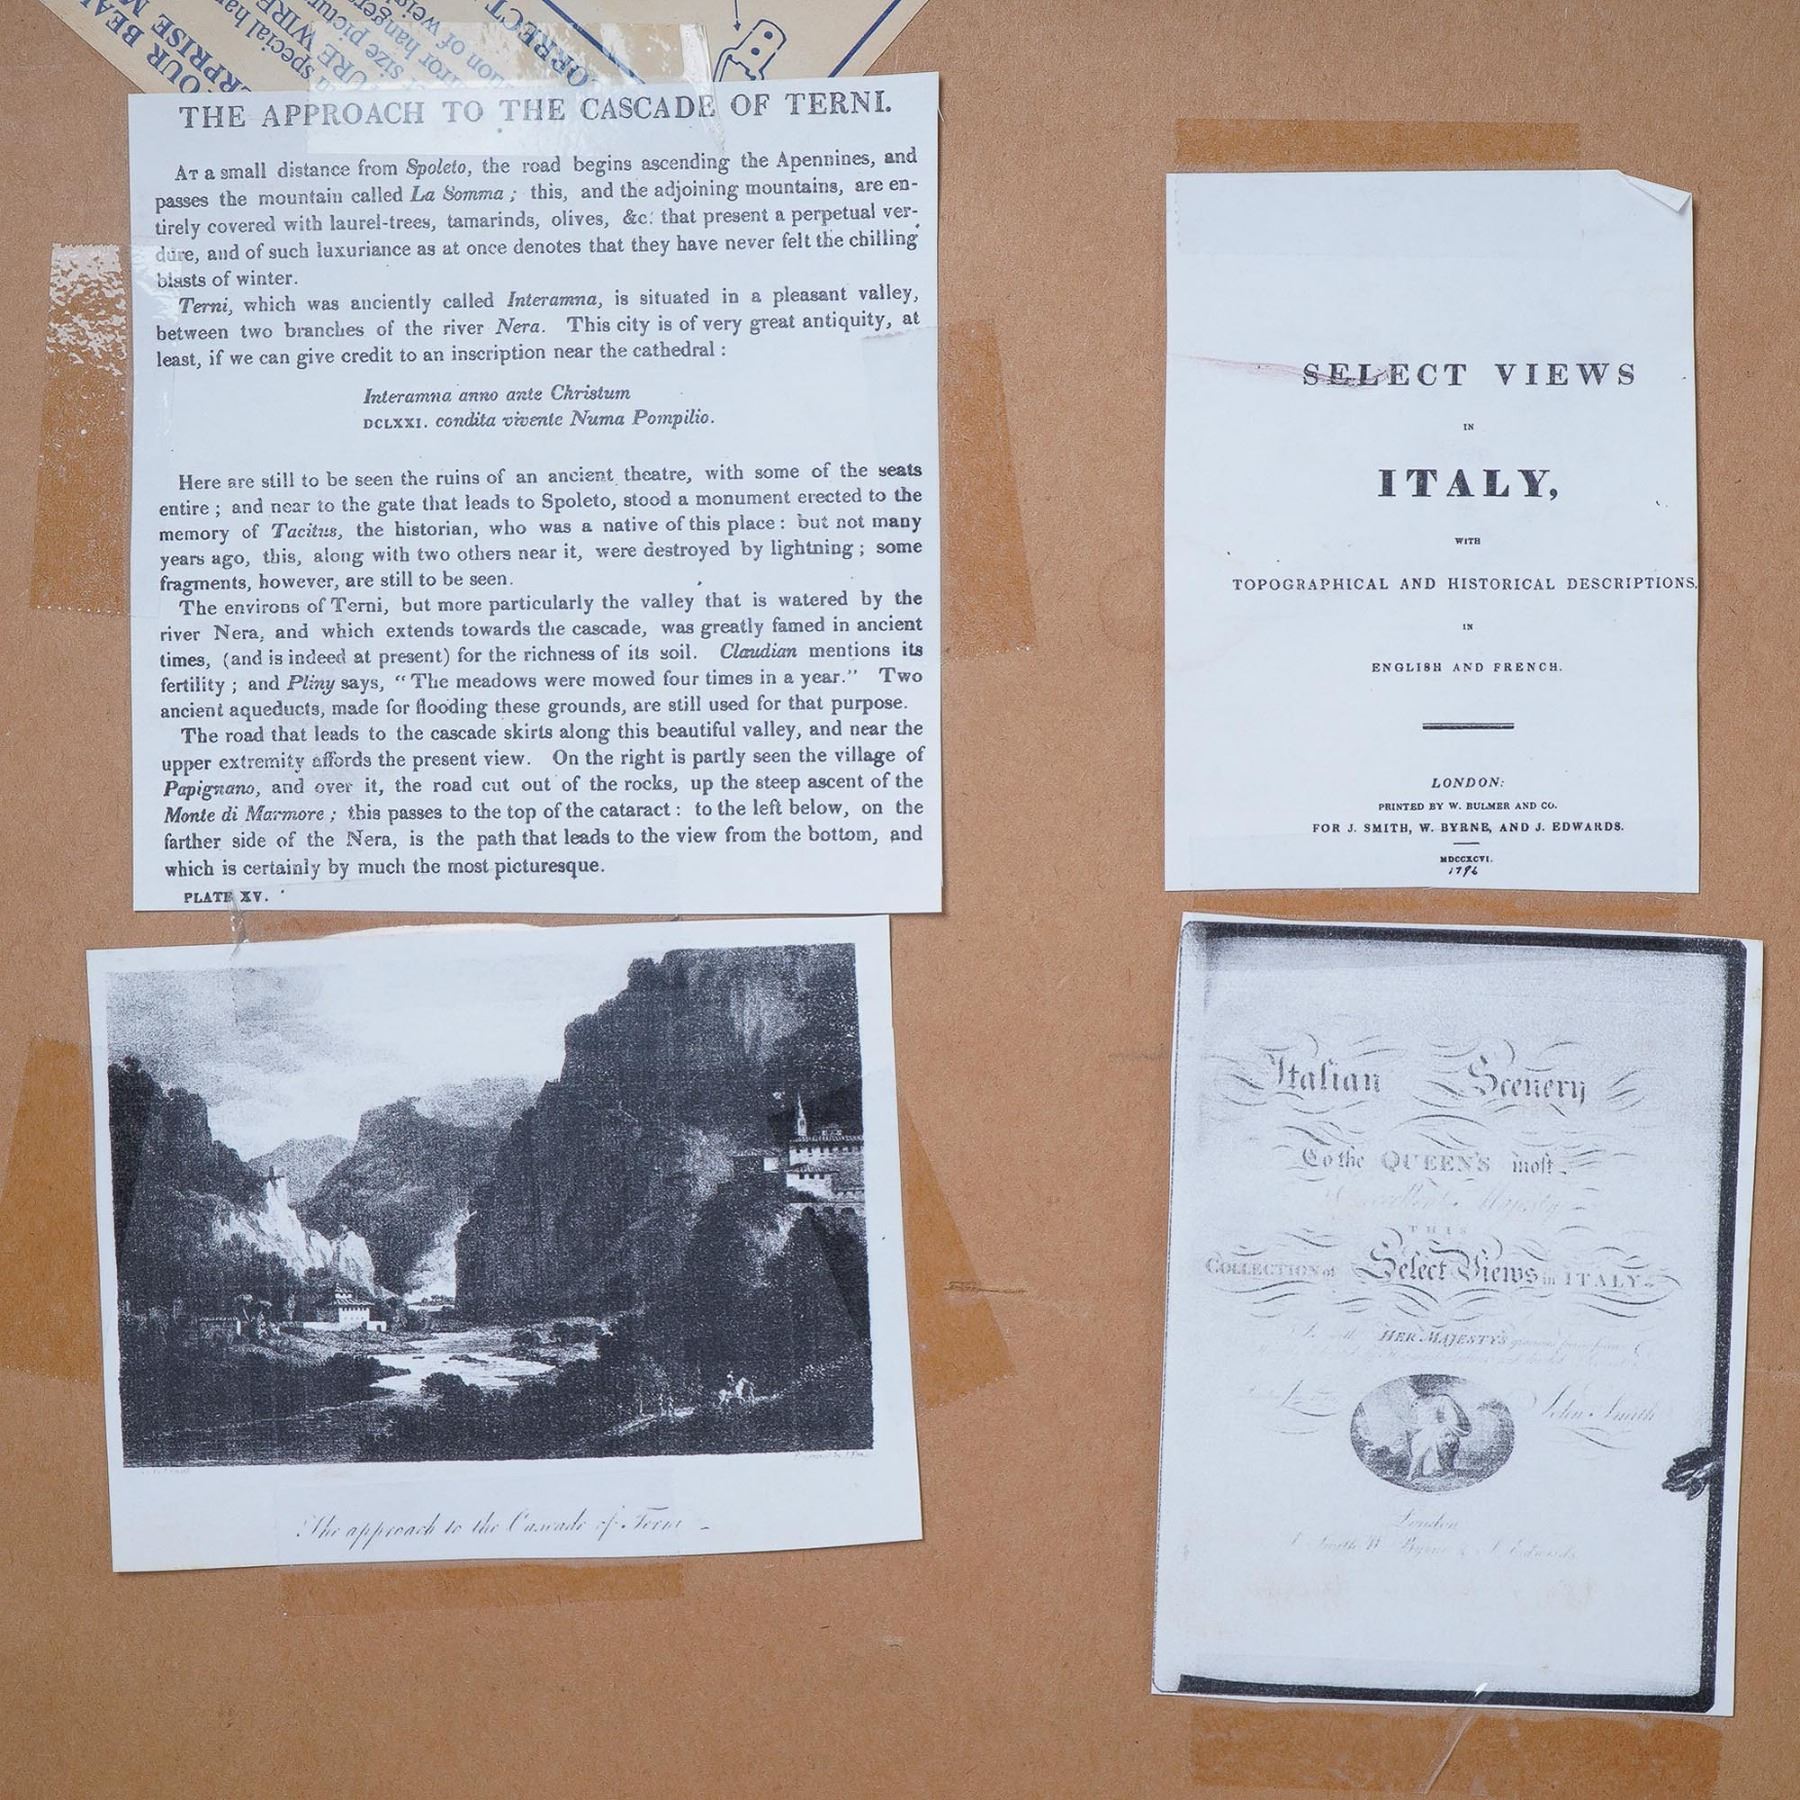 OUR BEA
RPRISE M
special ha
URE WIRE
size pictur
hangers
CORRECT
THE APPROACH TO THE CASCADE OF TERNI.
AT a small distance from Spoleto, the road begins ascending the Apennines, and
passes the mountain called La Somma; this, and the adjoining mountains, are en-
tirely covered with laurel-trees, tamarinds, olives, &c. that present a perpetual ver-
dure, and of such luxuriance as at once denotes that they have never felt the chilling
blasts of winter.
Terni, which was anciently called Interamna, is situated in a pleasant valley,
between two branches of the river Nera. This city is of very great antiquity, at
least, if we can give credit to an inscription near the cathedral :
Interamna anno ante Christum
DCLXXI. condita vivente Numa Pompilio.
Here are still to be seen the ruins of an ancient theatre, with some of the seats
entire; and near to the gate that leads to Spoleto, stood a monument erected to the
memory of Tacitus, the historian, who was a native of this place: but not many
years ago, this, along with two others near it, were destroyed by lightning; some
fragments, however, are still to be seen.
The environs of Terni, but more particularly the valley that is watered by the
river Nera, and which extends towards the cascade, was greatly famed in ancient
times, (and is indeed at present) for the richness of its soil. Claudian mentions its
fertility; and Pliny says, "The meadows were mowed four times in a year." Two
ancient aqueducts, made for flooding these grounds, are still used for that purpose.
The road that leads to the cascade skirts along this beautiful valley, and near the
upper extremity affords the present view. On the right is partly seen the village of
Papignano, and over it, the road cut out of the rocks, up the steep ascent of the
Monte di Marmore; this passes to the top of the cataract: to the left below, on the
farther side of the Nera, is the path that leads to the view from the bottom, and
which is certainly by much the most picturesque.
PLATE XV.
The approach to the Cascade of Terni
SELECT VIEWS
IN
ITALY,
WITH
TOPOGRAPHICAL AND HISTORICAL DESCRIPTIONS,
IN
ENGLISH AND FRENCH.
LONDON:
PRINTED BY W. BULMER AND CO.
FOR J. SMITH, W. BYRNE, AND J. EDWARDS.
MDCCXCVI.
1796
Italian Scenery
To the QUEEN'S most
Excellent Majesty
THIS
COLLECTION of Select Views in ITALY
HER MAJESTY'S
John Smith
London
J. Smith W. Byrne & J. Edwards